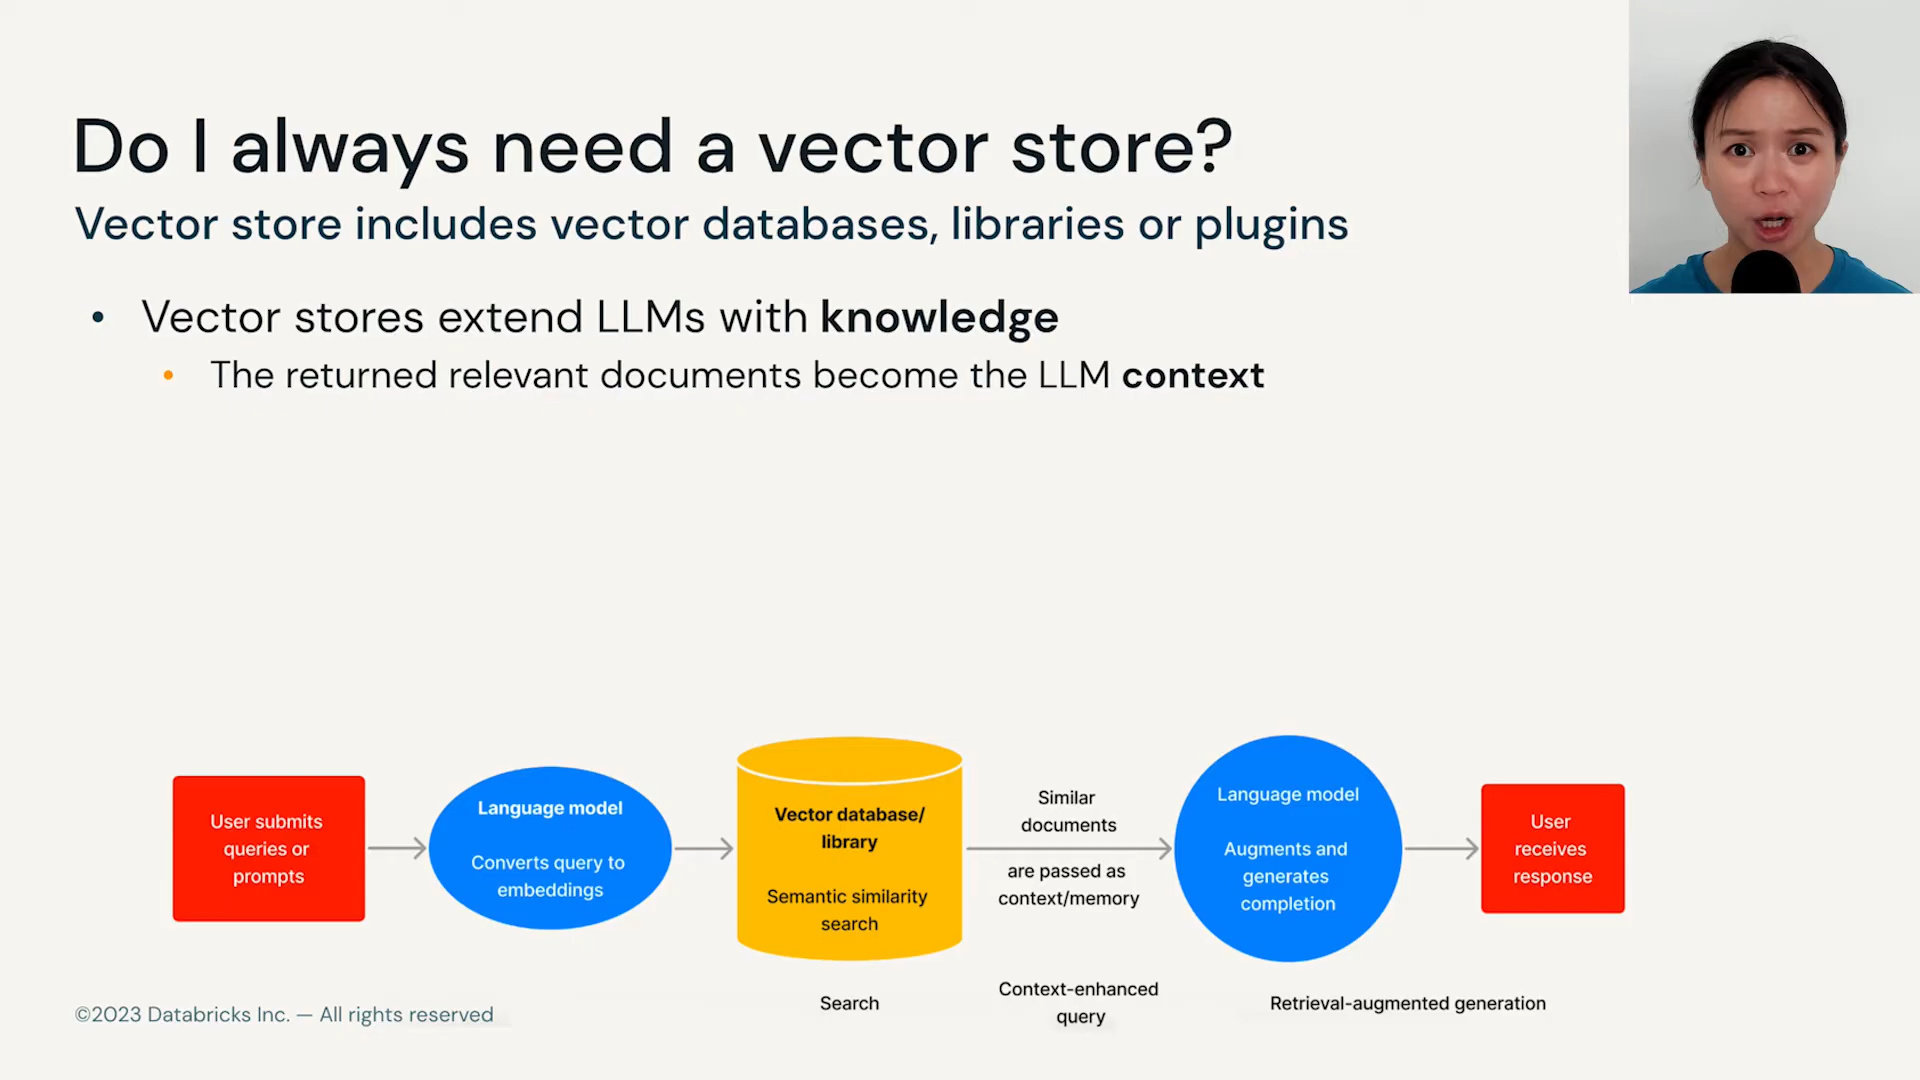 Do I always need a vector store?
Vector store includes vector databases, libraries or plugins
• Vector stores extend LLMs with knowledge
• The returned relevant documents become the LLM context
User submits
queries or
prompts
Language model
Converts query to
embeddings
Vector database/
library
Semantic similarity
search
Similar
documents
are passed as
context/memory
Language model
Augments and
generates
completion
User
receives
response
Search
Context-enhanced
query
Retrieval-augmented generation
©2023 Databricks Inc. — All rights reserved